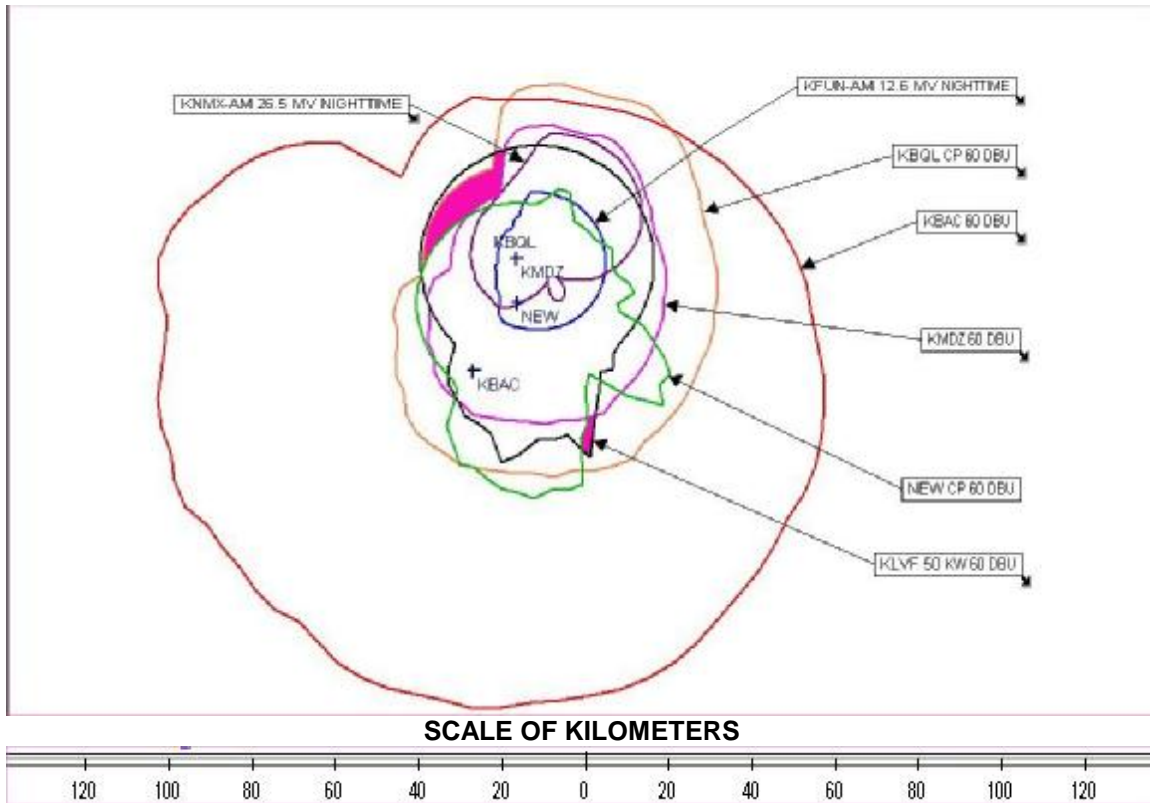 KNMX-AMI 26.5 MV NIGHTTIME
KFUN-AMI 12.6 MV NIGHTTIME
KBQL CP 60 DBU
KBAC 60 DBU
KBQL
KMDZ
NEW
KMDZ 60 DBU
KBAC
NEW CP 60 DBU
KLVF 50 KW 60 DBU
SCALE OF KILOMETERS
120 100 80 60 40 20 0 20 40 60 80 100 120